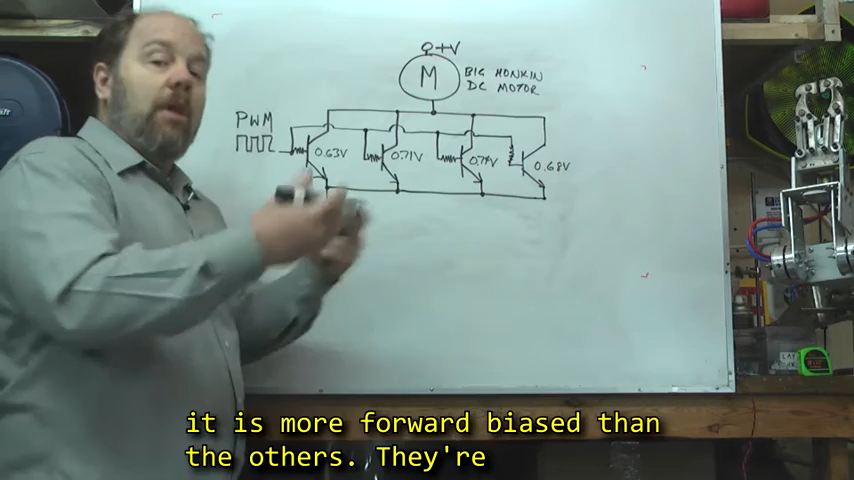 +V
M
BIG HONKIN
DC MOTOR
PWM
0.63V
0.71V
0.74V
0.68V
it is more forward biased than
the others. They're